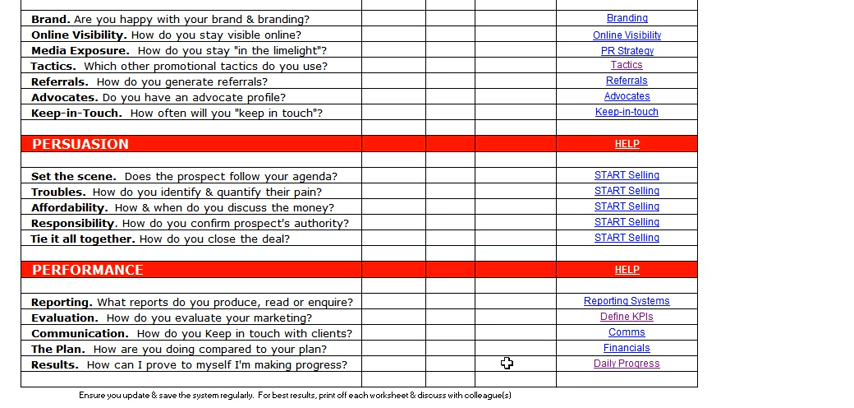 Brand. Are you happy with your brand & branding? Branding
Online Visibility. How do you stay visible online? Online Visibility
Media Exposure. How do you stay "in the limelight"? PR Strategy
Tactics. Which other promotional tactics do you use? Tactics
Referrals. How do you generate referrals? Referrals
Advocates. Do you have an advocate profile? Advocates
Keep-in-Touch. How often will you "keep in touch"? Keep-in-touch
PERSUASION HELP
Set the scene. Does the prospect follow your agenda? START Selling
Troubles. How do you identify & quantify their pain? START Selling
Affordability. How & when do you discuss the money? START Selling
Responsibility. How do you confirm prospect's authority? START Selling
Tie it all together. How do you close the deal? START Selling
PERFORMANCE HELP
Reporting. What reports do you produce, read or enquire? Reporting Systems
Evaluation. How do you evaluate your marketing? Define KPIs
Communication. How do you Keep in touch with clients? Comms
The Plan. How are you doing compared to your plan? Financials
Results. How can I prove to myself I'm making progress? Daily Progress
Ensure you update & save the system regularly. For best results, print off each worksheet & discuss with colleague(s)